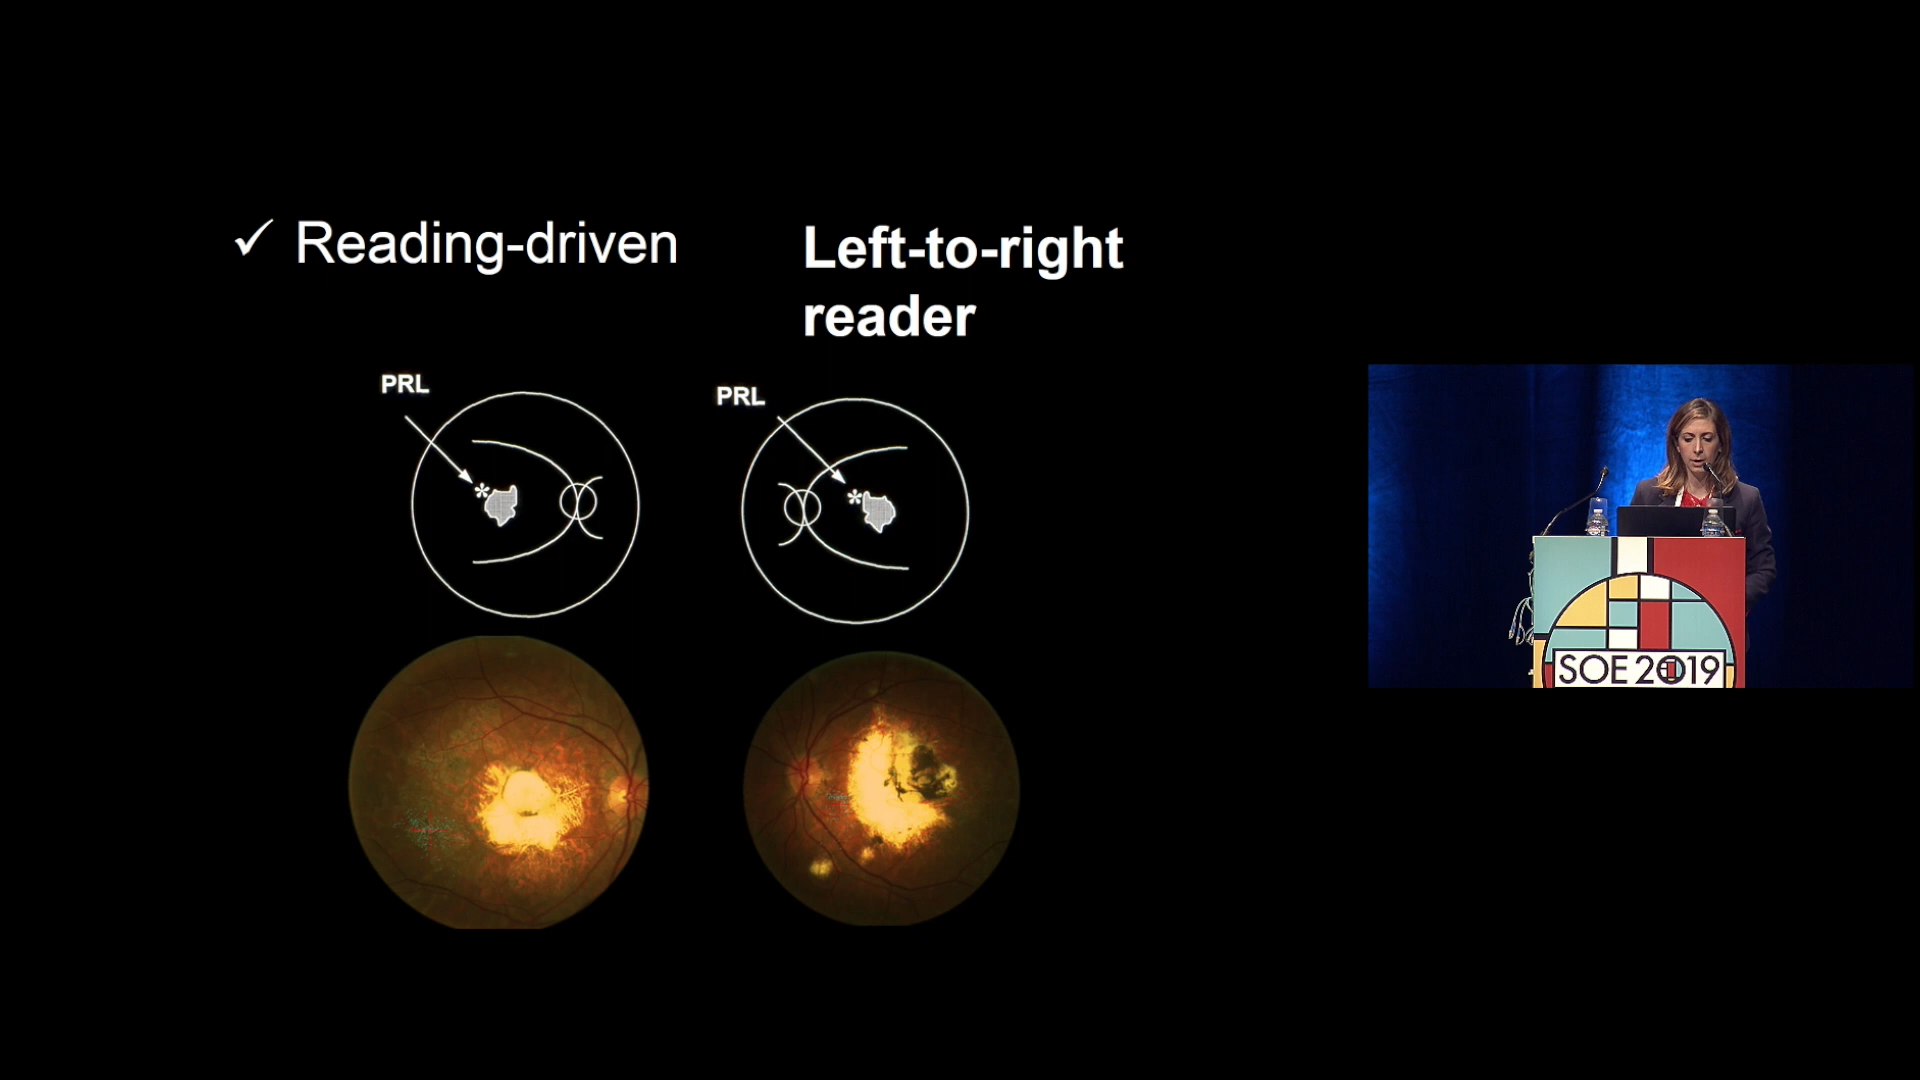 ✓ Reading-driven
Left-to-right
reader
PRL
PRL
*
*
SOE 2019